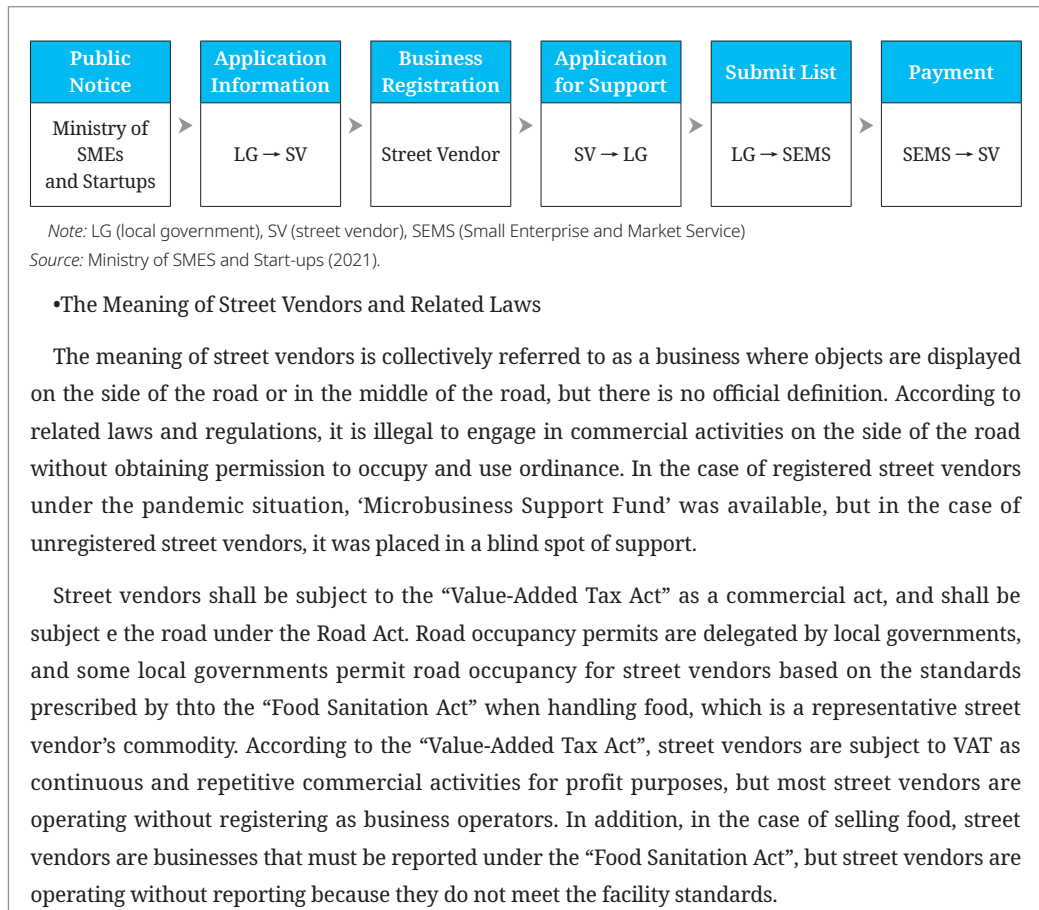 Public
Notice
Ministry of
SMEs
and Startups
Application
Information
LG → SV
Business
Registration
Street Vendor
Application
for Support
SV → LG
Submit List
LG → SEMS
Payment
SEMS → SV
Note: LG (local government), SV (street vendor), SEMS (Small Enterprise and Market Service)
Source: Ministry of SMES and Start-ups (2021).
•The Meaning of Street Vendors and Related Laws
The meaning of street vendors is collectively referred to as a business where objects are displayed
on the side of the road or in the middle of the road, but there is no official definition. According to
related laws and regulations, it is illegal to engage in commercial activities on the side of the road
without obtaining permission to occupy and use ordinance. In the case of registered street vendors
under the pandemic situation, ‘Microbusiness Support Fund’ was available, but in the case of
unregistered street vendors, it was placed in a blind spot of support.
Street vendors shall be subject to the “Value-Added Tax Act” as a commercial act, and shall be
subject e the road under the Road Act. Road occupancy permits are delegated by local governments,
and some local governments permit road occupancy for street vendors based on the standards
prescribed by thto the “Food Sanitation Act” when handling food, which is a representative street
vendor’s commodity. According to the “Value-Added Tax Act”, street vendors are subject to VAT as
continuous and repetitive commercial activities for profit purposes, but most street vendors are
operating without registering as business operators. In addition, in the case of selling food, street
vendors are businesses that must be reported under the “Food Sanitation Act”, but street vendors are
operating without reporting because they do not meet the facility standards.